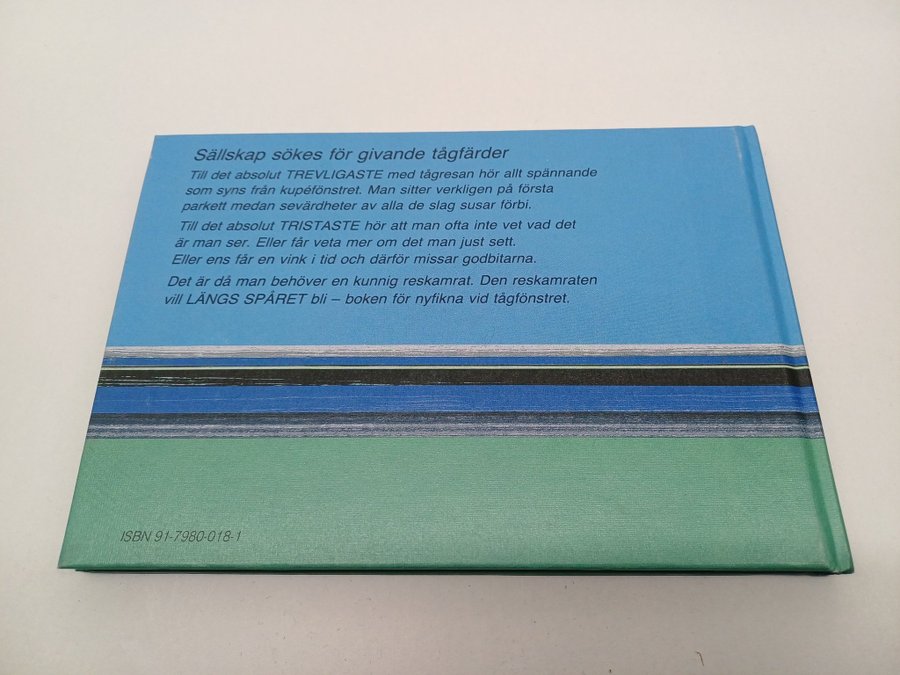 Sällskap sökes för givande tågfärder
Till det absolut TREVLIGASTE med tågresan hör allt spännande
som syns från kupéfönstret. Man sitter verkligen på första
parkett medan sevärdheter av alla de slag susar förbi.
Till det absolut TRISTASTE hör att man ofta inte vet vad det
är man ser. Eller får veta mer om det man just sett.
Eller ens får en vink i tid och därför missar godbitarna.
Det är då man behöver en kunnig reskamrat. Den reskamraten
vill LÄNGS SPÅRET bli – boken för nyfikna vid tågfönstret.
ISBN 91-7980-018-1